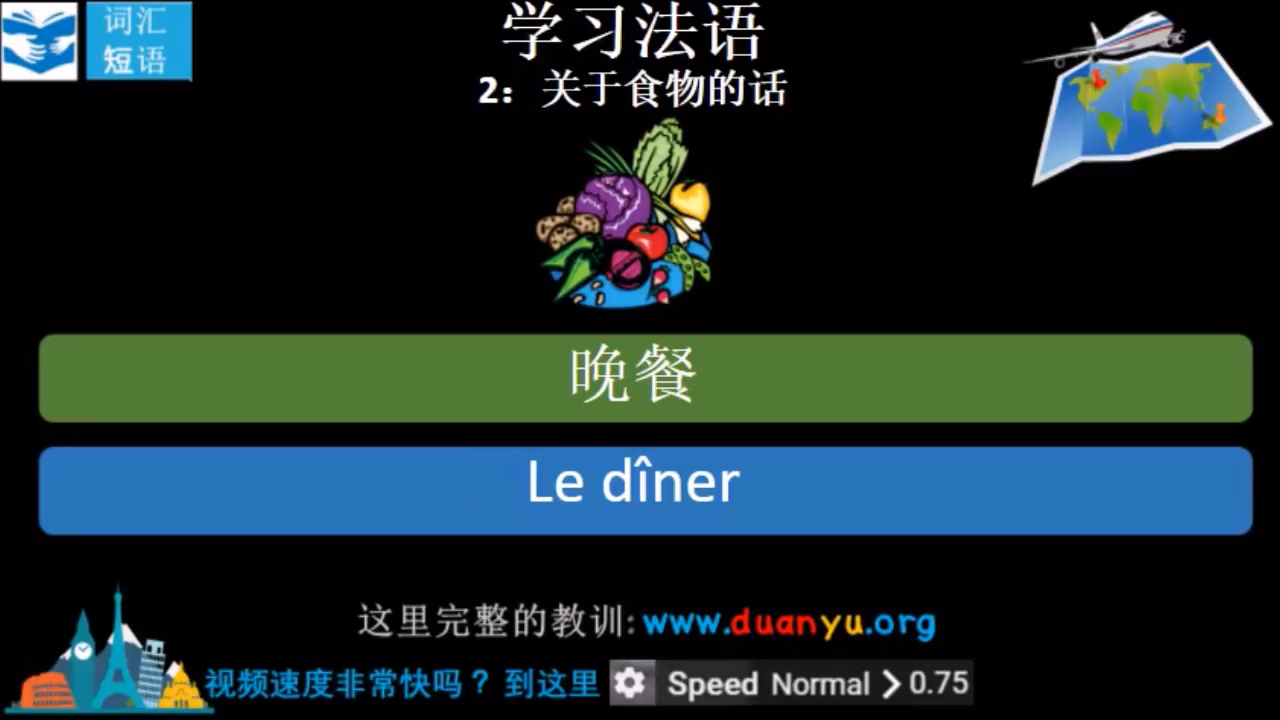 词汇
短语
学习法语
2：关于食物的话
晚餐
Le dîner
这里完整的教训: www.duanyu.org
视频速度非常快吗？ 到这里 Speed Normal > 0.75